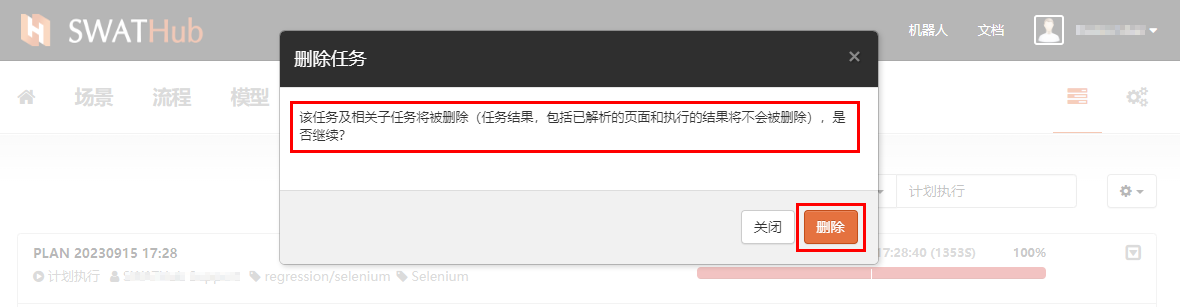 SWATHub
机器人
文档
删除任务
×
场景
流程
模型
该任务及相关子任务将被删除（任务结果，包括已解析的页面和执行的结果将不会被删除），是
否继续？
计划执行
关闭
删除
PLAN 20230915 17:28
17:28:40 (1353S)
100%
计划执行
regression/selenium
Selenium